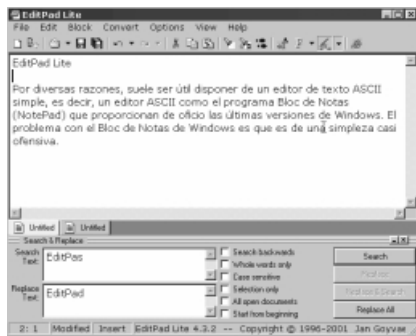 EditPad Lite
File Edit Block Convert Options View Help
EditPad Lite
Por diversas razones, suele ser útil disponer de un editor de texto ASCII
simple, es decir, un editor ASCII como el programa Bloc de Notas
(NotePad) que proporcionan de oficio las últimas versiones de Windows. El
problema con el Bloc de Notas de Windows es que es de una simpleza casi
ofensiva.
Untitled Untitled
Search & Replace
Search Text: EditPas
Search backwards
Whole words only
Case sensitive
Search
Replace Text: EditPad
Selection only
All open documents
Start from beginning
Replace All
2: 1 Modified Insert EditPad Lite 4.3.2 -- Copyright © 1996-2001 Jan Goyvae